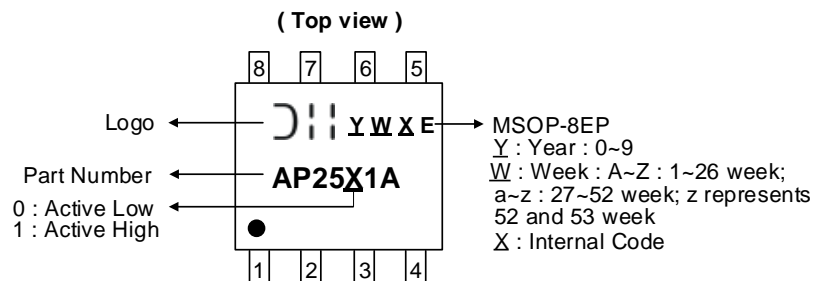 ( Top view )
8 7 6 5
Logo
Y W X E
MSOP-8EP
Y : Year : 0~9
W : Week : A~Z : 1~26 week;
a~z : 27~52 week; z represents
52 and 53 week
X : Internal Code
Part Number
AP25X1A
0 : Active Low
1 : Active High
1 2 3 4